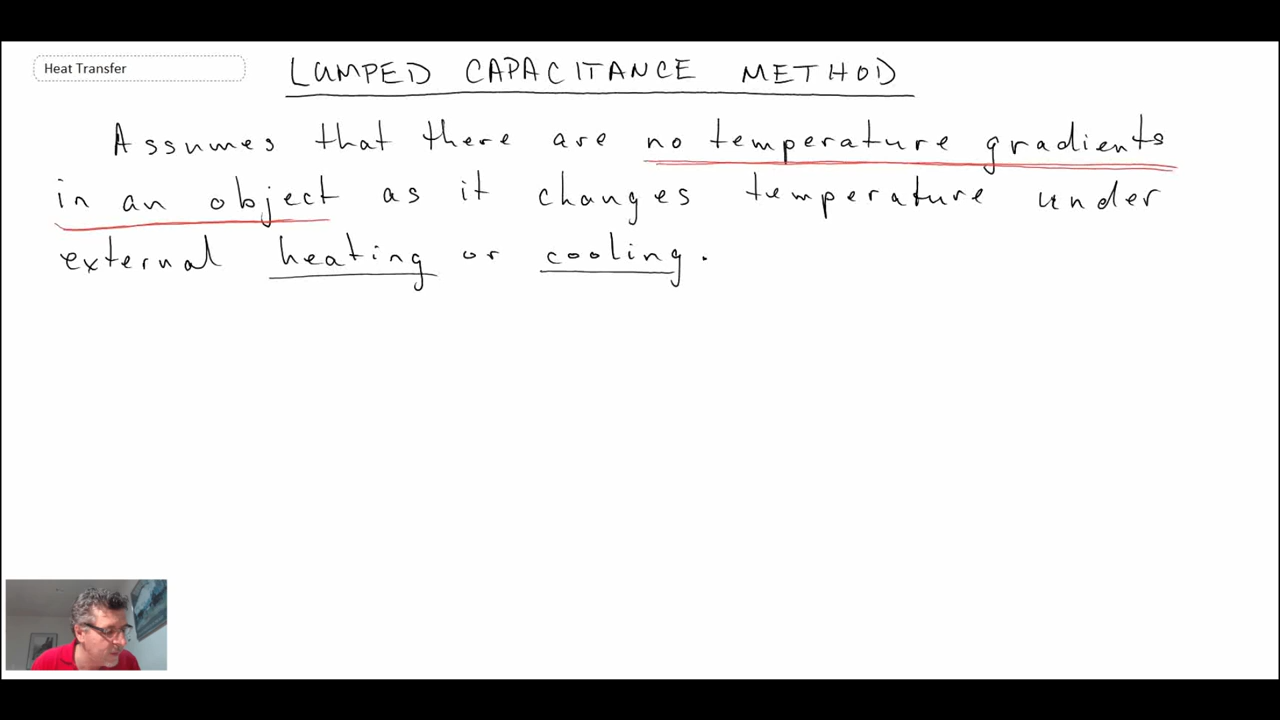 Heat Transfer
LUMPED CAPACITANCE METHOD
Assumes that there are no temperature gradients
in an object as it changes temperature under
external heating or cooling.